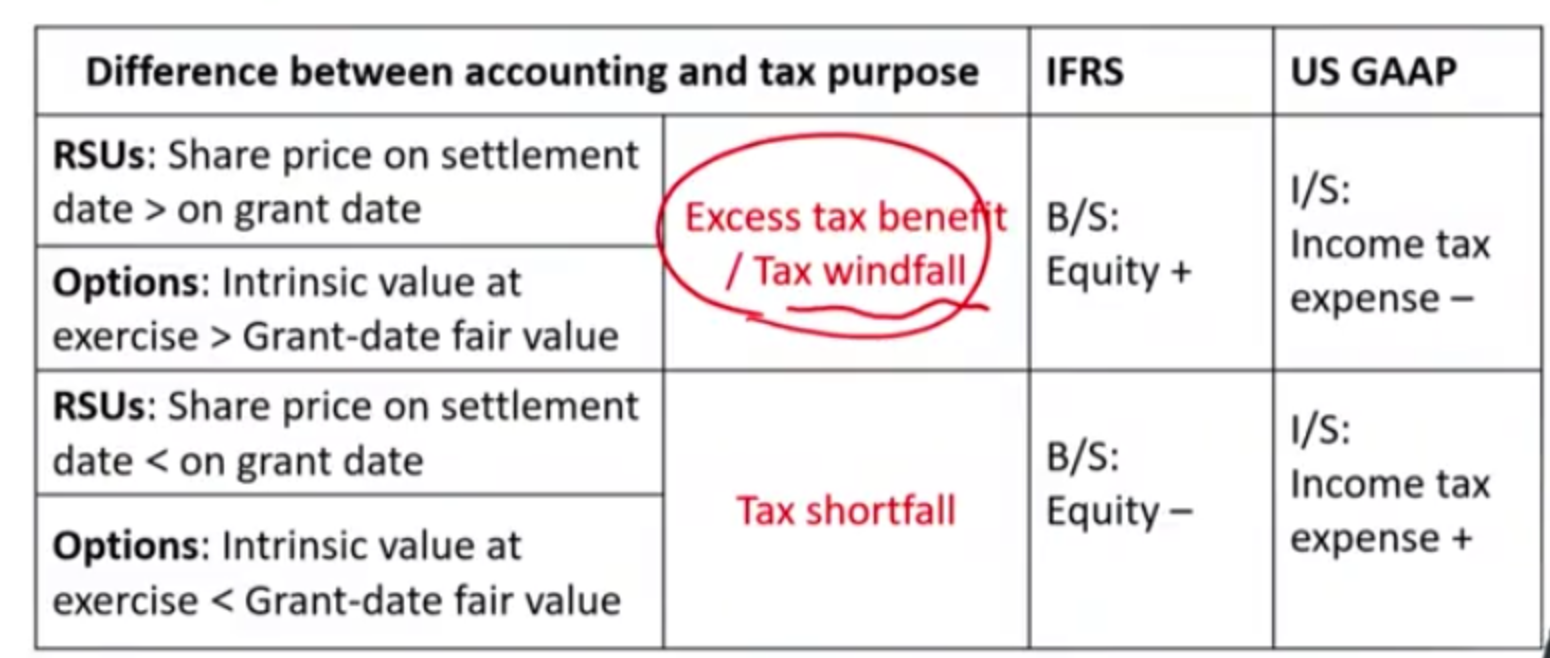 Difference between accounting and tax purpose
IFRS
US GAAP
RSUs: Share price on settlement
date > on grant date
Options: Intrinsic value at
exercise > Grant-date fair value
Excess tax benefit
/ Tax windfall
B/S:
Equity +
I/S:
Income tax
expense –
RSUs: Share price on settlement
date < on grant date
Options: Intrinsic value at
exercise < Grant-date fair value
Tax shortfall
B/S:
Equity –
I/S:
Income tax
expense +